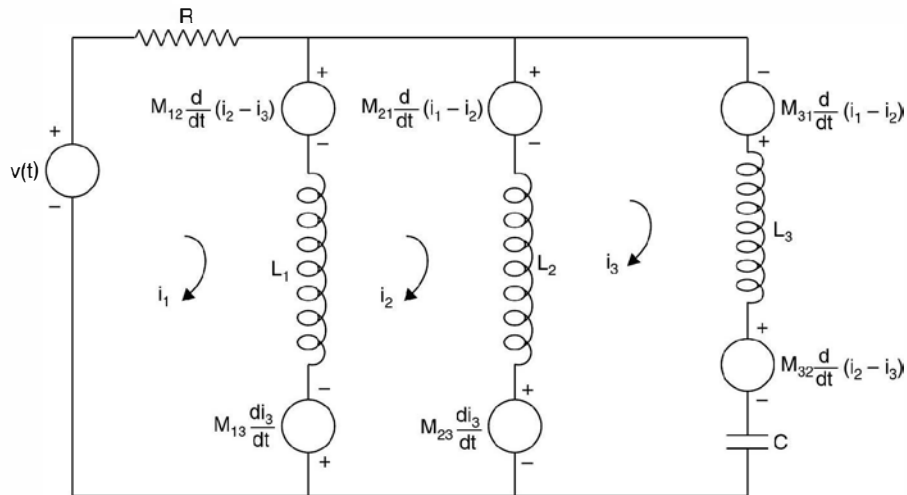 R
+
+
−
M₁₂ d/dt (i₂ − i₃)
M₂₁ d/dt (i₁ − i₂)
M₃₁ d/dt (i₁ − i₂)
−
−
+
+
v(t)
−
L₁
L₂
L₃
i₁
i₂
i₃
+
M₃₂ d/dt (i₂ − i₃)
−
−
+
M₁₃ di₃/dt
M₂₃ di₃/dt
C
+
−